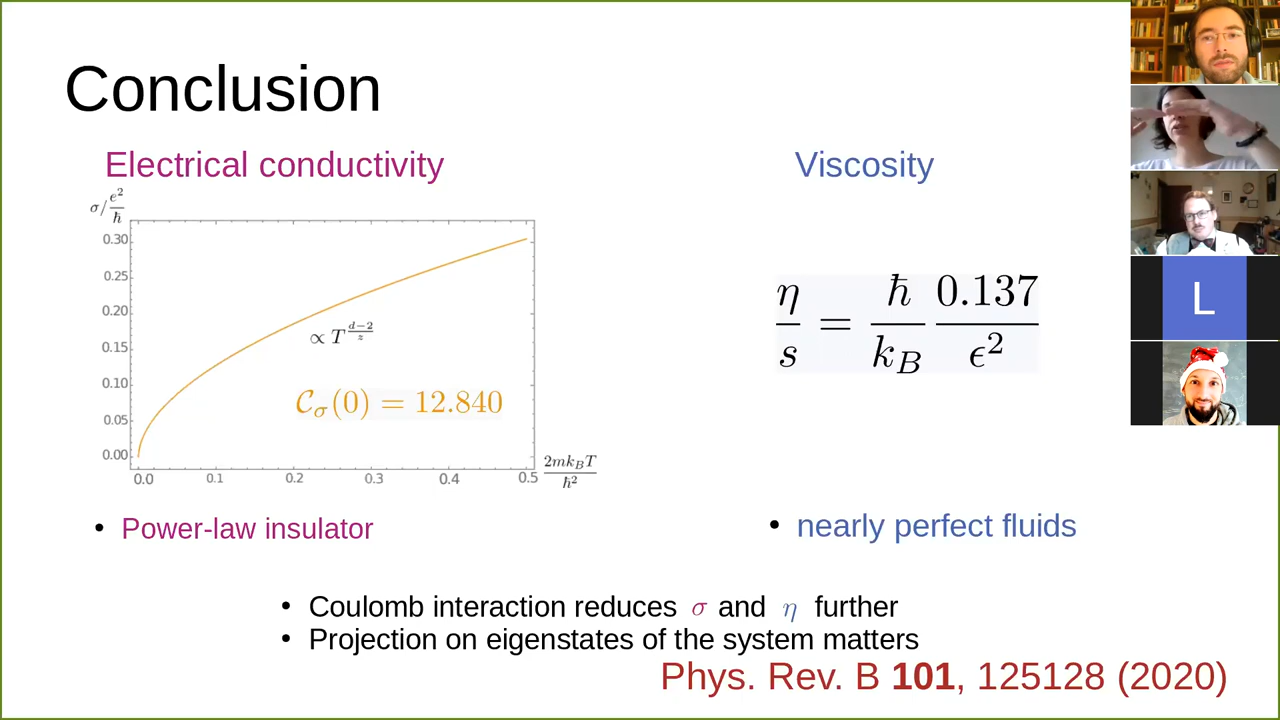 Conclusion
Electrical conductivity
Viscosity
σ/ e²/ħ
0.30
0.25
0.20
0.15
0.10
0.05
0.00
∝ T^{(d−2)/z}
𝒞_σ(0) = 12.840
0.0 0.1 0.2 0.3 0.4 0.5
2mk_BT/ħ²
η/s = ħ/k_B 0.137/ϵ²
• Power-law insulator
• nearly perfect fluids
• Coulomb interaction reduces σ and η further
• Projection on eigenstates of the system matters
Phys. Rev. B 101, 125128 (2020)
L